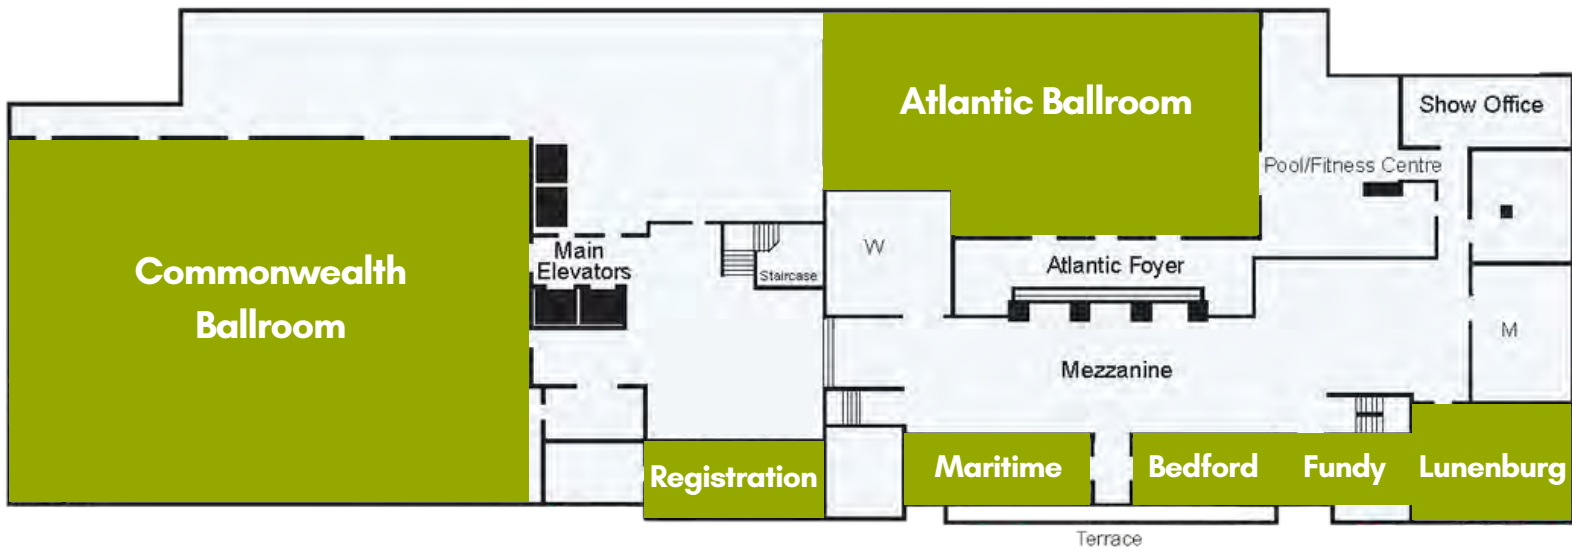 Atlantic Ballroom
Show Office
Pool/Fitness Centre
W
Main
Elevators
Staircase
Atlantic Foyer
Commonwealth
Ballroom
M
Mezzanine
Registration
Maritime
Bedford
Fundy
Lunenburg
Terrace